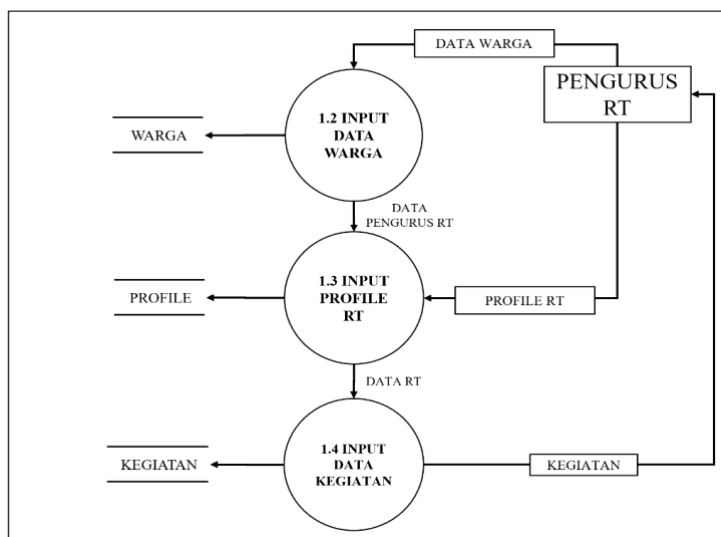 DATA WARGA
PENGURUS
RT
1.2 INPUT
DATA
WARGA
WARGA
DATA
PENGURUS RT
1.3 INPUT
PROFILE
RT
PROFILE
PROFILE RT
DATA RT
1.4 INPUT
DATA
KEGIATAN
KEGIATAN
KEGIATAN